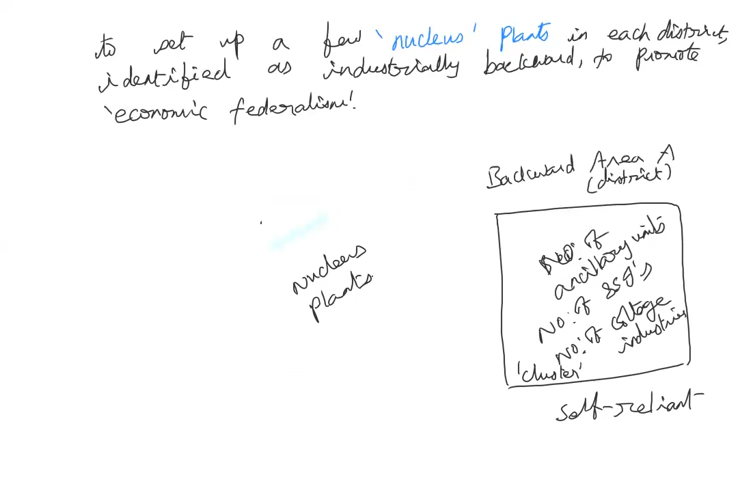 to set up a few 'nucleus' plants in each district,
identified as industrially backward, to promote
'economic federalism'.
Backward Area A
(district)
nucleus
plants
No: of
ancillary units
No: of SSI's
No: of cottage
industries
'cluster'
self-reliant